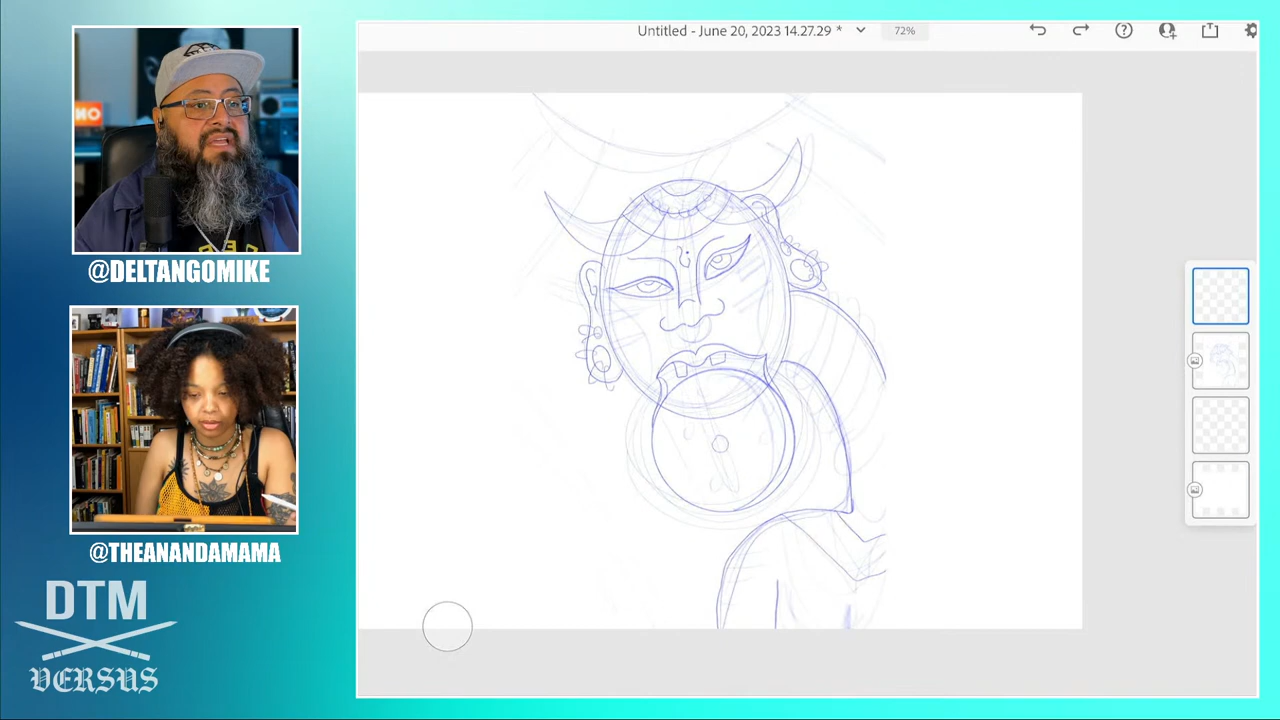 Untitled - June 20, 2023 14.27.29 *
72%
@DELTANGOMIKE
@THEANANDAMAMA
DTM
VERSUS